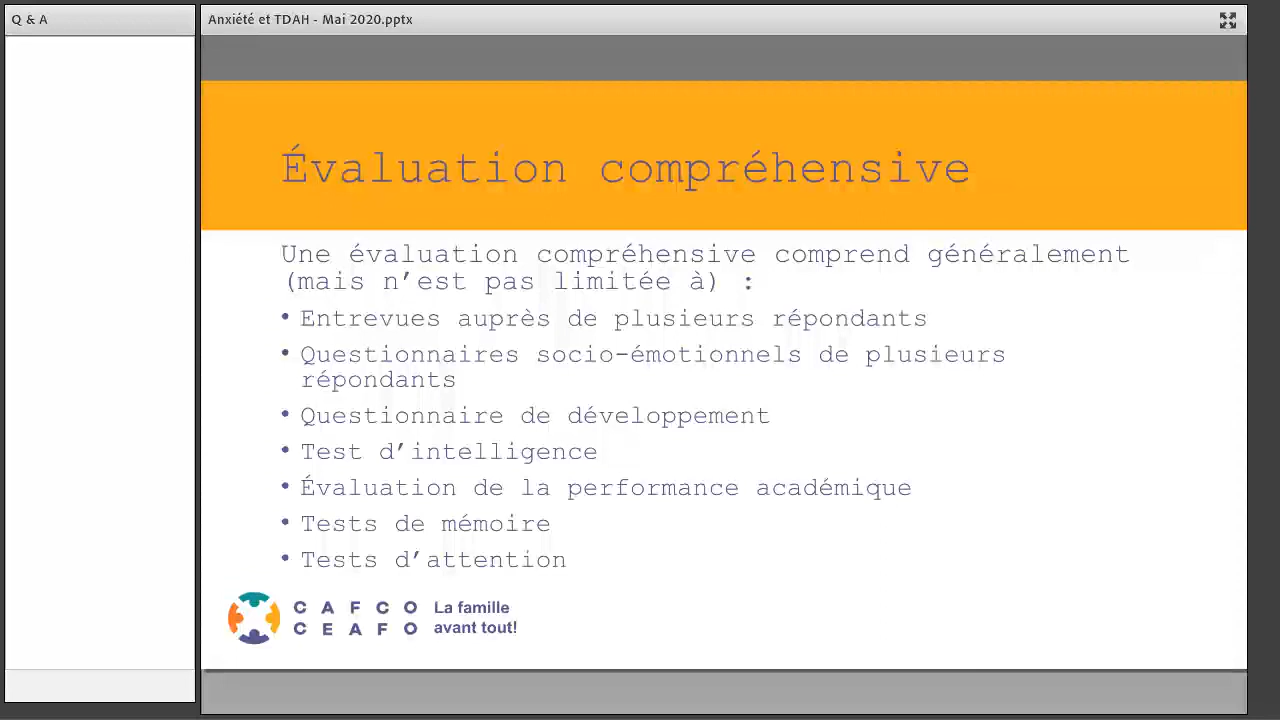 Q & A
Anxiété et TDAH - Mai 2020.pptx
Évaluation compréhensive
Une évaluation compréhensive comprend généralement
(mais n’est pas limitée à) :
• Entrevues auprès de plusieurs répondants
• Questionnaires socio-émotionnels de plusieurs
répondants
• Questionnaire de développement
• Test d’intelligence
• Évaluation de la performance académique
• Tests de mémoire
• Tests d’attention
CAFCO La famille
CEAFO avant tout!